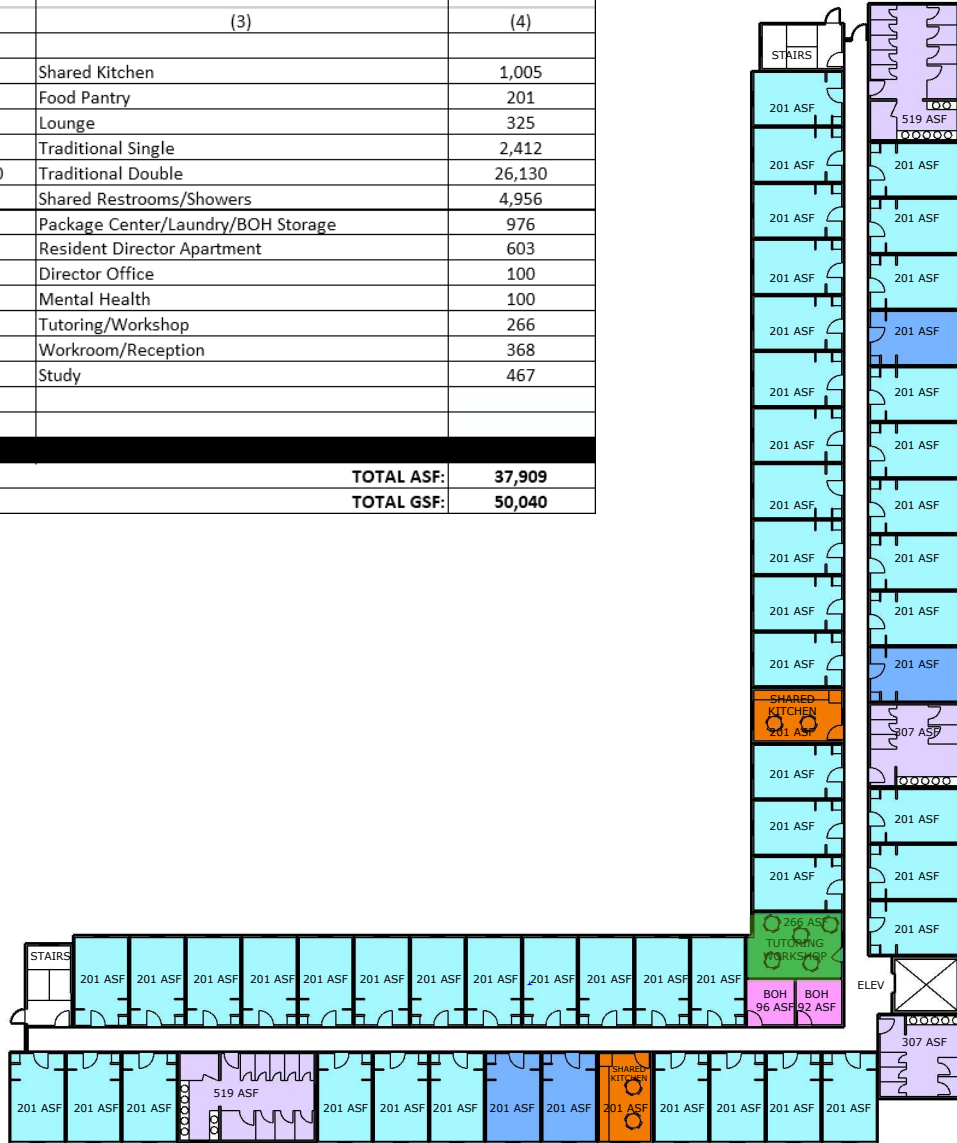 (3) (4)
Shared Kitchen 1,005
Food Pantry 201
Lounge 325
Traditional Single 2,412
Traditional Double 26,130
Shared Restrooms/Showers 4,956
Package Center/Laundry/BOH Storage 976
Resident Director Apartment 603
Director Office 100
Mental Health 100
Tutoring/Workshop 266
Workroom/Reception 368
Study 467
TOTAL ASF: 37,909
TOTAL GSF: 50,040
STAIRS
201 ASF
201 ASF
201 ASF
201 ASF
201 ASF
201 ASF
201 ASF
201 ASF
201 ASF
201 ASF
201 ASF
SHARED
KITCHEN
201 ASF
201 ASF
201 ASF
201 ASF
266 ASF
TUTORING
WORKSHOP
BOH
96 ASF
BOH
92 ASF
519 ASF
201 ASF
201 ASF
201 ASF
201 ASF
201 ASF
201 ASF
201 ASF
201 ASF
201 ASF
201 ASF
307 ASF
201 ASF
201 ASF
201 ASF
ELEV
307 ASF
STAIRS
201 ASF 201 ASF 201 ASF 201 ASF 201 ASF 201 ASF 201 ASF 201 ASF 201 ASF 201 ASF 201 ASF 201 ASF
201 ASF 201 ASF 201 ASF
519 ASF
201 ASF 201 ASF 201 ASF 201 ASF 201 ASF
SHARED
KITCHEN
201 ASF
201 ASF 201 ASF 201 ASF 201 ASF